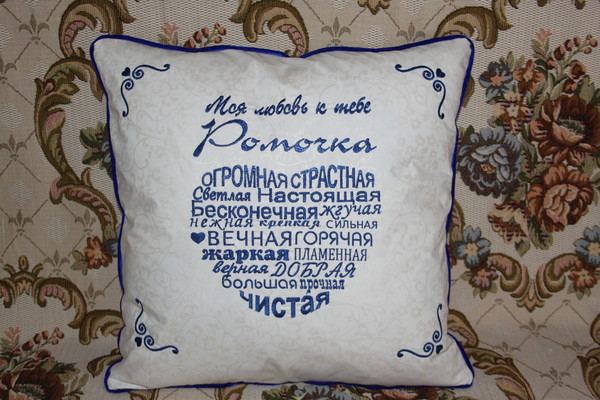 Моя любовь к тебе
Ромочка
ОГРОМНАЯ СТРАСТНАЯ
Светлая Настоящая
Бесконечная жгучая
нежная крепкая СИЛЬНАЯ
ВЕЧНАЯ ГОРЯЧАЯ
жаркая ПЛАМЕННАЯ
верная ДОБРАЯ
большая прочная
ЧИСТАЯ